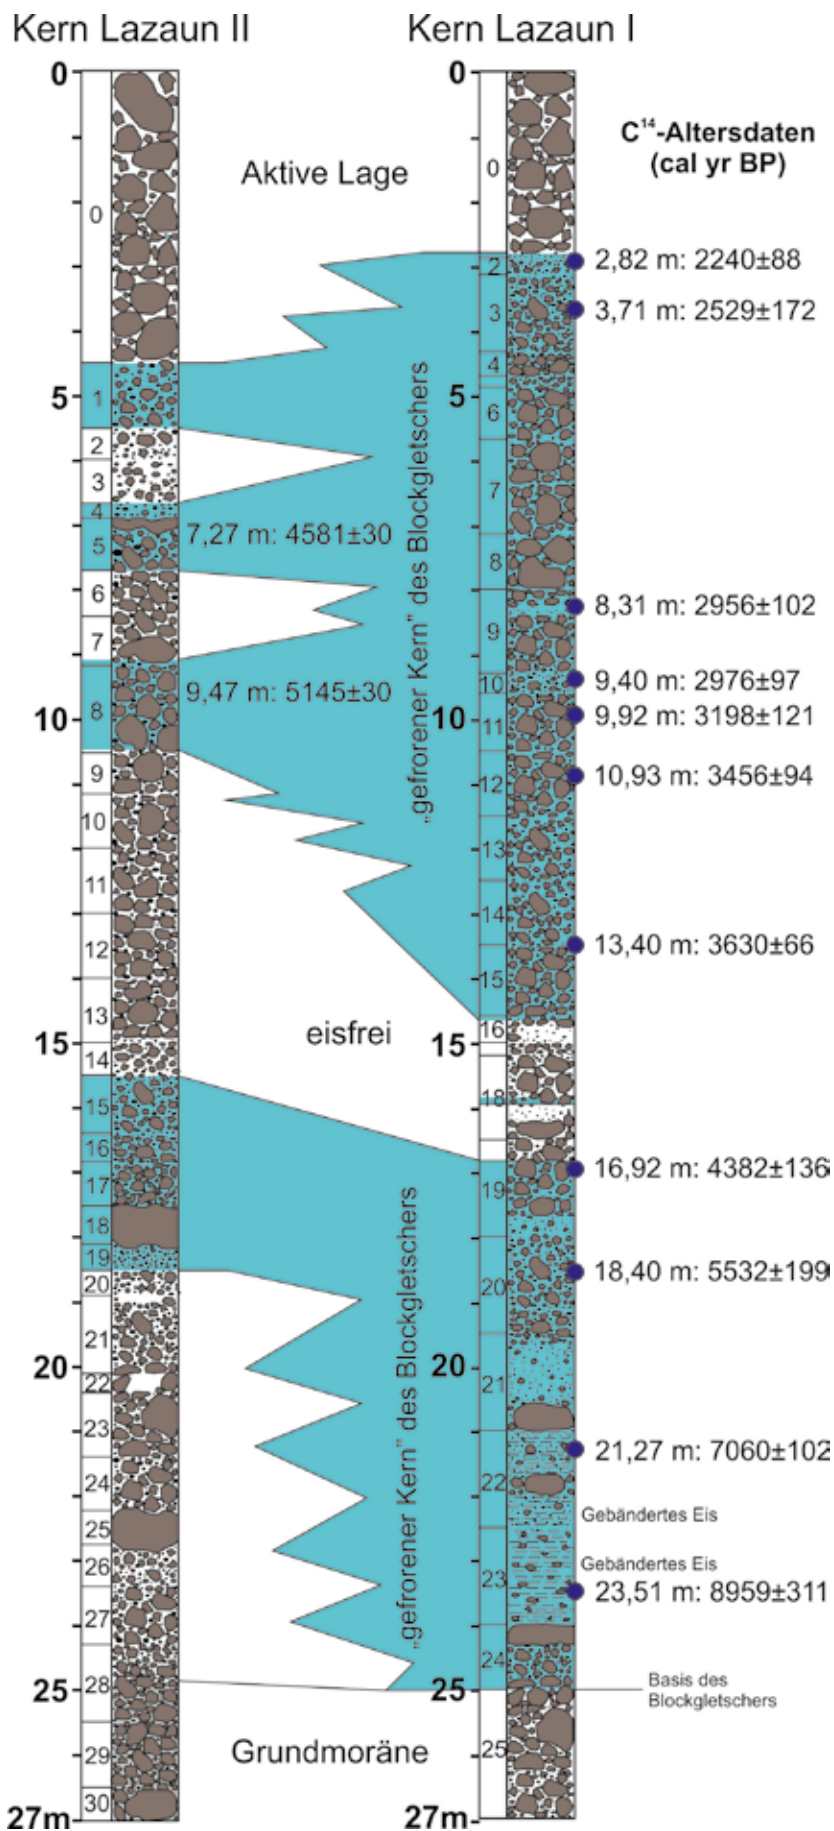 Kern Lazaun II
Kern Lazaun I
0
5
10
15
20
25
27m
0
1
2
3
4
5
6
7
8
9
10
11
12
13
14
15
16
17
18
19
20
21
22
23
24
25
26
27
28
29
30
Aktive Lage
7,27 m: 4581±30
9,47 m: 5145±30
„gefrorener Kern” des Blockgletschers
eisfrei
„gefrorener Kern” des Blockgletschers
Grundmoräne
0
5
10
15
20
25
27m
0
2
3
4
6
7
8
9
10
11
12
13
14
15
16
18
19
20
21
22
23
24
25
C¹⁴-Altersdaten
(cal yr BP)
2,82 m: 2240±88
3,71 m: 2529±172
8,31 m: 2956±102
9,40 m: 2976±97
9,92 m: 3198±121
10,93 m: 3456±94
13,40 m: 3630±66
16,92 m: 4382±136
18,40 m: 5532±199
21,27 m: 7060±102
Gebändertes Eis
Gebändertes Eis
23,51 m: 8959±311
Basis des
Blockgletschers